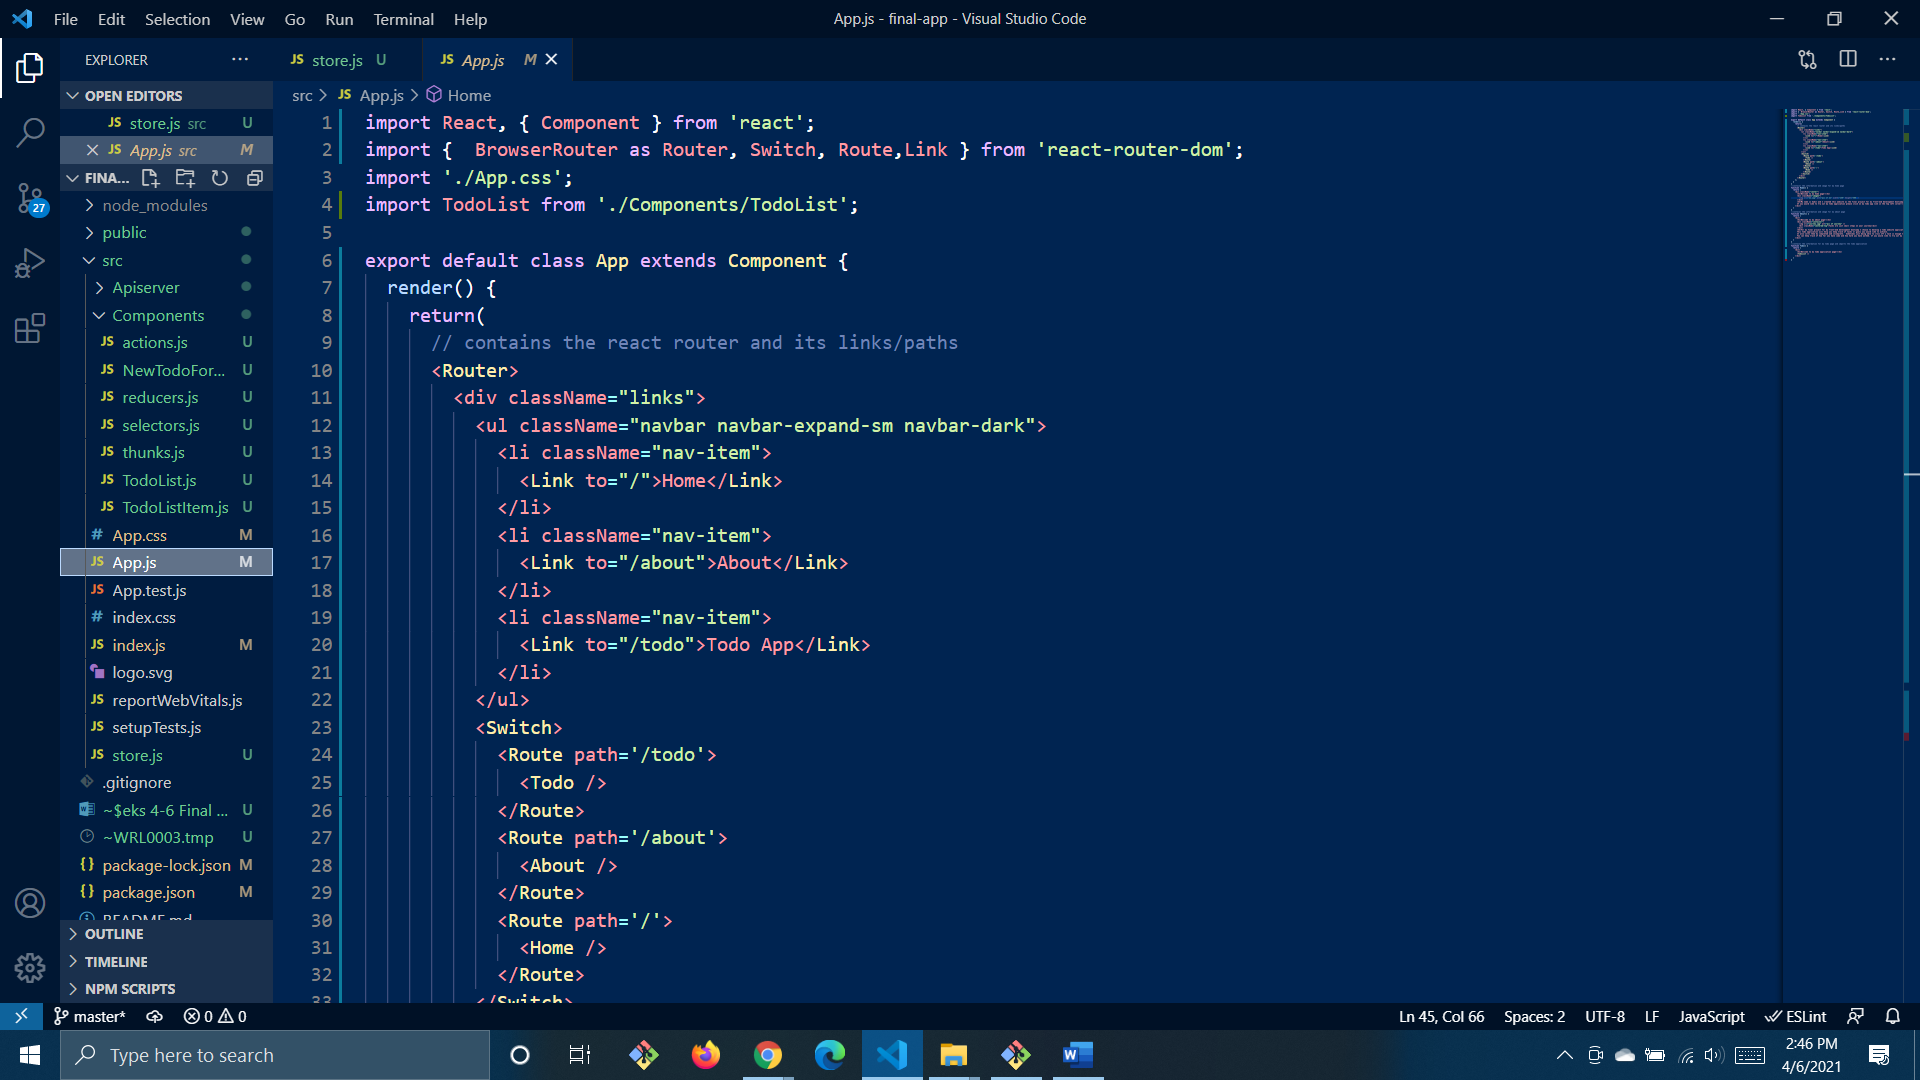 File Edit Selection View Go Run Terminal Help
App.js - final-app - Visual Studio Code
EXPLORER
OPEN EDITORS
JS store.js src U
JS App.js src M
FINA...
node_modules
public
src
Apiserver
Components
JS actions.js U
JS NewTodoFor... U
JS reducers.js U
JS selectors.js U
JS thunks.js U
JS TodoList.js U
JS TodoListItem.js U
# App.css M
JS App.js M
JS App.test.js
# index.css
JS index.js M
logo.svg
JS reportWebVitals.js
JS setupTests.js
JS store.js U
.gitignore
~$eks 4-6 Final ... U
~WRL0003.tmp U
{} package-lock.json M
{} package.json M
README.md
OUTLINE
TIMELINE
NPM SCRIPTS
27
JS store.js U
JS App.js M
src > JS App.js > Home
1 import React, { Component } from 'react';
2 import {  BrowserRouter as Router, Switch, Route,Link } from 'react-router-dom';
3 import './App.css';
4 import TodoList from './Components/TodoList';
5
6 export default class App extends Component {
7 render() {
8 return(
9 // contains the react router and its links/paths
10 <Router>
11 <div className="links">
12 <ul className="navbar navbar-expand-sm navbar-dark">
13 <li className="nav-item">
14 <Link to="/">Home</Link>
15 </li>
16 <li className="nav-item">
17 <Link to="/about">About</Link>
18 </li>
19 <li className="nav-item">
20 <Link to="/todo">Todo App</Link>
21 </li>
22 </ul>
23 <Switch>
24 <Route path='/todo'>
25 <Todo />
26 </Route>
27 <Route path='/about'>
28 <About />
29 </Route>
30 <Route path='/'>
31 <Home />
32 </Route>
33 </Switch>
master* 0 0
Ln 45, Col 66 Spaces: 2 UTF-8 LF JavaScript ESLint
Type here to search
2:46 PM
4/6/2021